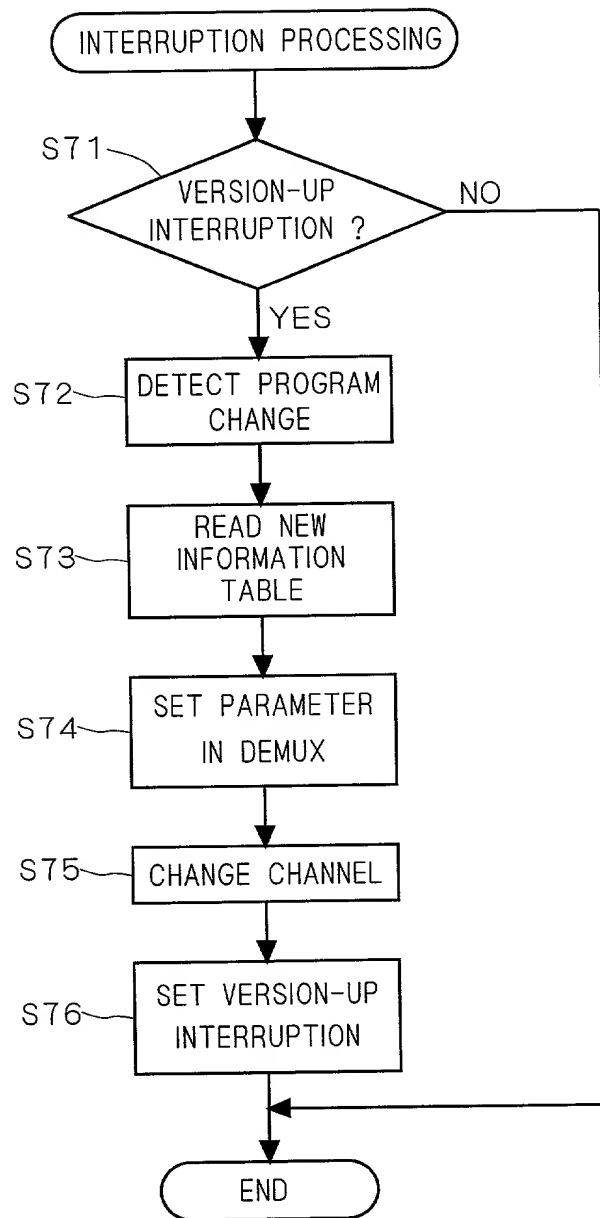 INTERRUPTION PROCESSING
S71
VERSION-UP
INTERRUPTION ?
NO
YES
S72
DETECT PROGRAM
CHANGE
S73
READ NEW
INFORMATION
TABLE
S74
SET PARAMETER
IN DEMUX
S75
CHANGE CHANNEL
S76
SET VERSION-UP
INTERRUPTION
END